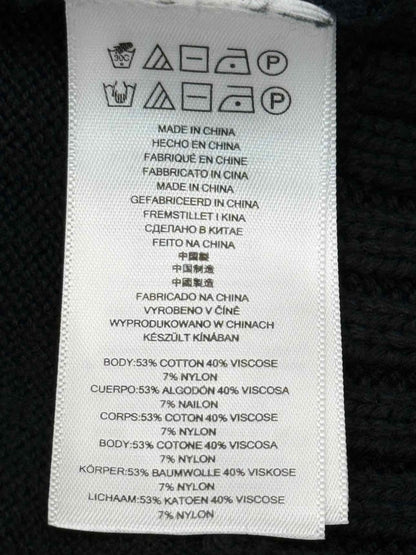 30C P
P
MADE IN CHINA
HECHO EN CHINA
FABRIQUÉ EN CHINE
FABBRICATO IN CINA
MADE IN CHINA
GEFABRICEERD IN CHINA
FREMSTILLET I KINA
СДЕЛАНО В КИТАЕ
FEITO NA CHINA
中国製
中国制造
中國製造
FABRICADO NA CHINA
VYROBENO V ČÍNĚ
WYPRODUKOWANO W CHINACH
KÉSZÜLT KÍNÁBAN
BODY:53% COTTON 40% VISCOSE
7% NYLON
CUERPO:53% ALGODÓN 40% VISCOSA
7% NAILON
CORPS:53% COTON 40% VISCOSE
7% NYLON
BODY:53% COTONE 40% VISCOSA
7% NYLON
KÖRPER:53% BAUMWOLLE 40% VISKOSE
7% NYLON
LICHAAM:53% KATOEN 40% VISCOSE
7% NYLON